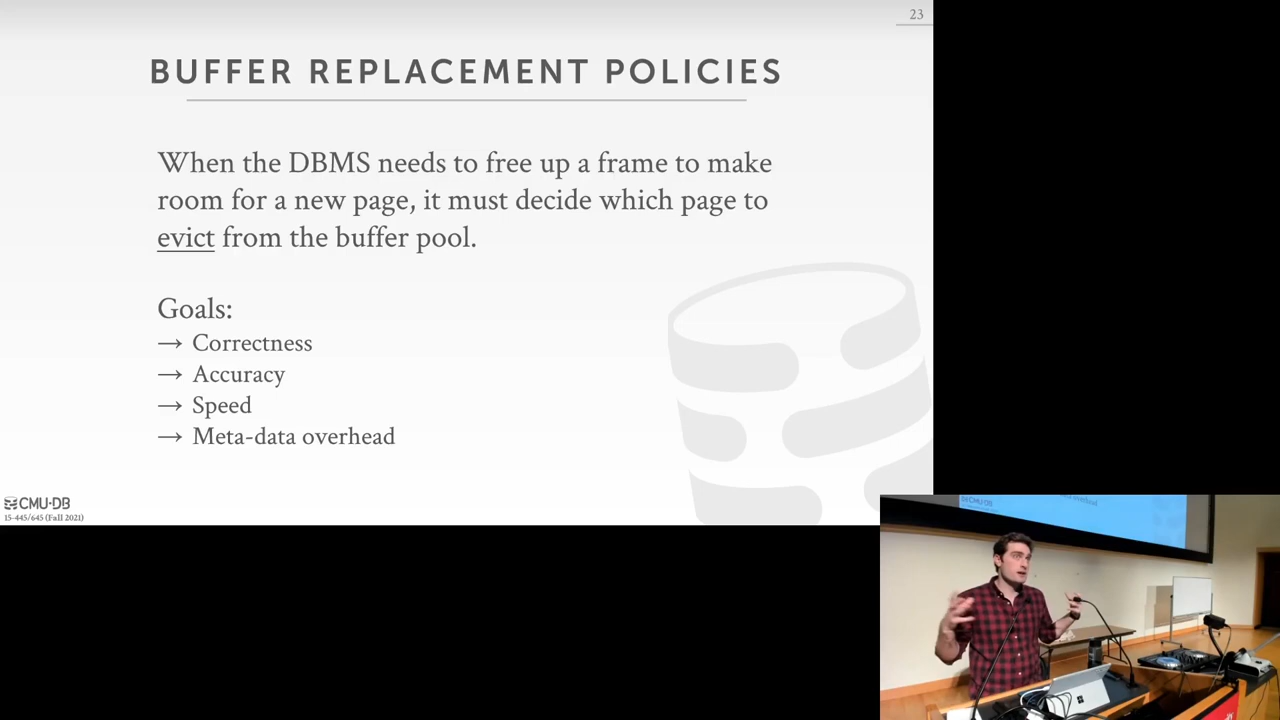 23
BUFFER REPLACEMENT POLICIES
When the DBMS needs to free up a frame to make
room for a new page, it must decide which page to
evict from the buffer pool.
Goals:
→ Correctness
→ Accuracy
→ Speed
→ Meta-data overhead
CMU·DB
15-445/645 (Fall 2021)